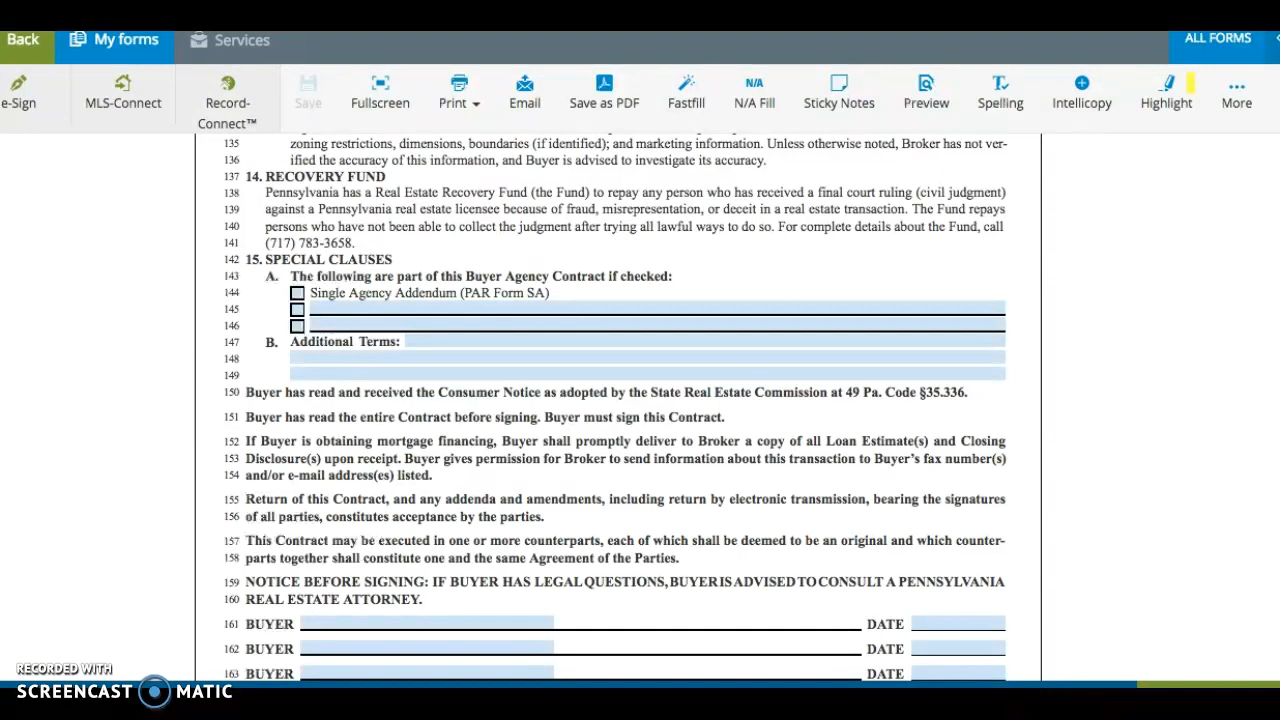 Back My forms Services ALL FORMS
e-Sign MLS-Connect Record-Connect™ Save Fullscreen Print Email Save as PDF Fastfill N/A N/A Fill Sticky Notes Preview Spelling Intellicopy Highlight More
135 zoning restrictions, dimensions, boundaries (if identified); and marketing information. Unless otherwise noted, Broker has not ver-
136 ified the accuracy of this information, and Buyer is advised to investigate its accuracy.
137 14. RECOVERY FUND
138 Pennsylvania has a Real Estate Recovery Fund (the Fund) to repay any person who has received a final court ruling (civil judgment)
139 against a Pennsylvania real estate licensee because of fraud, misrepresentation, or deceit in a real estate transaction. The Fund repays
140 persons who have not been able to collect the judgment after trying all lawful ways to do so. For complete details about the Fund, call
141 (717) 783-3658.
142 15. SPECIAL CLAUSES
143 A. The following are part of this Buyer Agency Contract if checked:
144 Single Agency Addendum (PAR Form SA)
145
146
147 B. Additional Terms:
148
149
150 Buyer has read and received the Consumer Notice as adopted by the State Real Estate Commission at 49 Pa. Code §35.336.
151 Buyer has read the entire Contract before signing. Buyer must sign this Contract.
152 If Buyer is obtaining mortgage financing, Buyer shall promptly deliver to Broker a copy of all Loan Estimate(s) and Closing
153 Disclosure(s) upon receipt. Buyer gives permission for Broker to send information about this transaction to Buyer's fax number(s)
154 and/or e-mail address(es) listed.
155 Return of this Contract, and any addenda and amendments, including return by electronic transmission, bearing the signatures
156 of all parties, constitutes acceptance by the parties.
157 This Contract may be executed in one or more counterparts, each of which shall be deemed to be an original and which counter-
158 parts together shall constitute one and the same Agreement of the Parties.
159 NOTICE BEFORE SIGNING: IF BUYER HAS LEGAL QUESTIONS, BUYER IS ADVISED TO CONSULT A PENNSYLVANIA
160 REAL ESTATE ATTORNEY.
161 BUYER DATE
162 BUYER DATE
163 BUYER DATE
RECORDED WITH
SCREENCAST MATIC